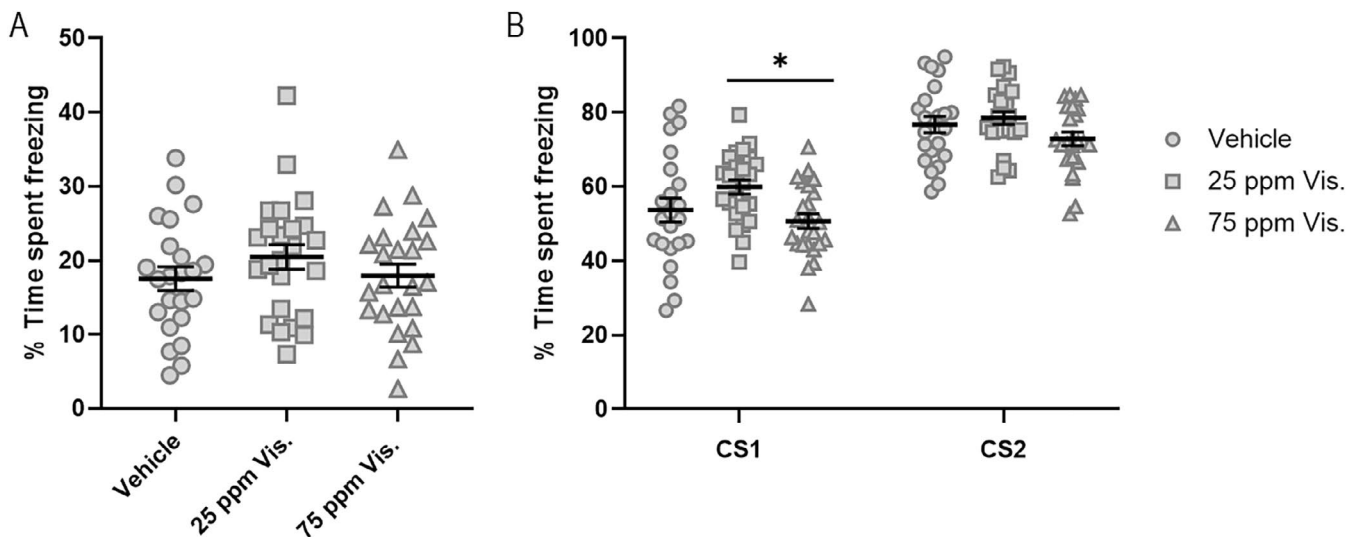 A
% Time spent freezing
50
40
30
20
10
0
Vehicle
25 ppm Vis.
75 ppm Vis.
B
% Time spent freezing
100
80
60
40
20
0
*
CS1
CS2
Vehicle
25 ppm Vis.
75 ppm Vis.